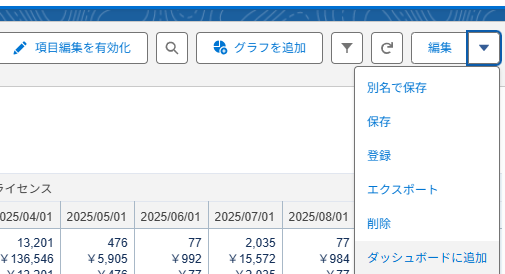 項目編集を有効化 グラフを追加 編集
別名で保存
保存
登録
エクスポート
削除
ダッシュボードに追加
ライセンス
2025/04/01 2025/05/01 2025/06/01 2025/07/01 2025/08/01
13,201 476 77 2,035 77
￥136,546 ￥5,905 ￥992 ￥15,572 ￥984